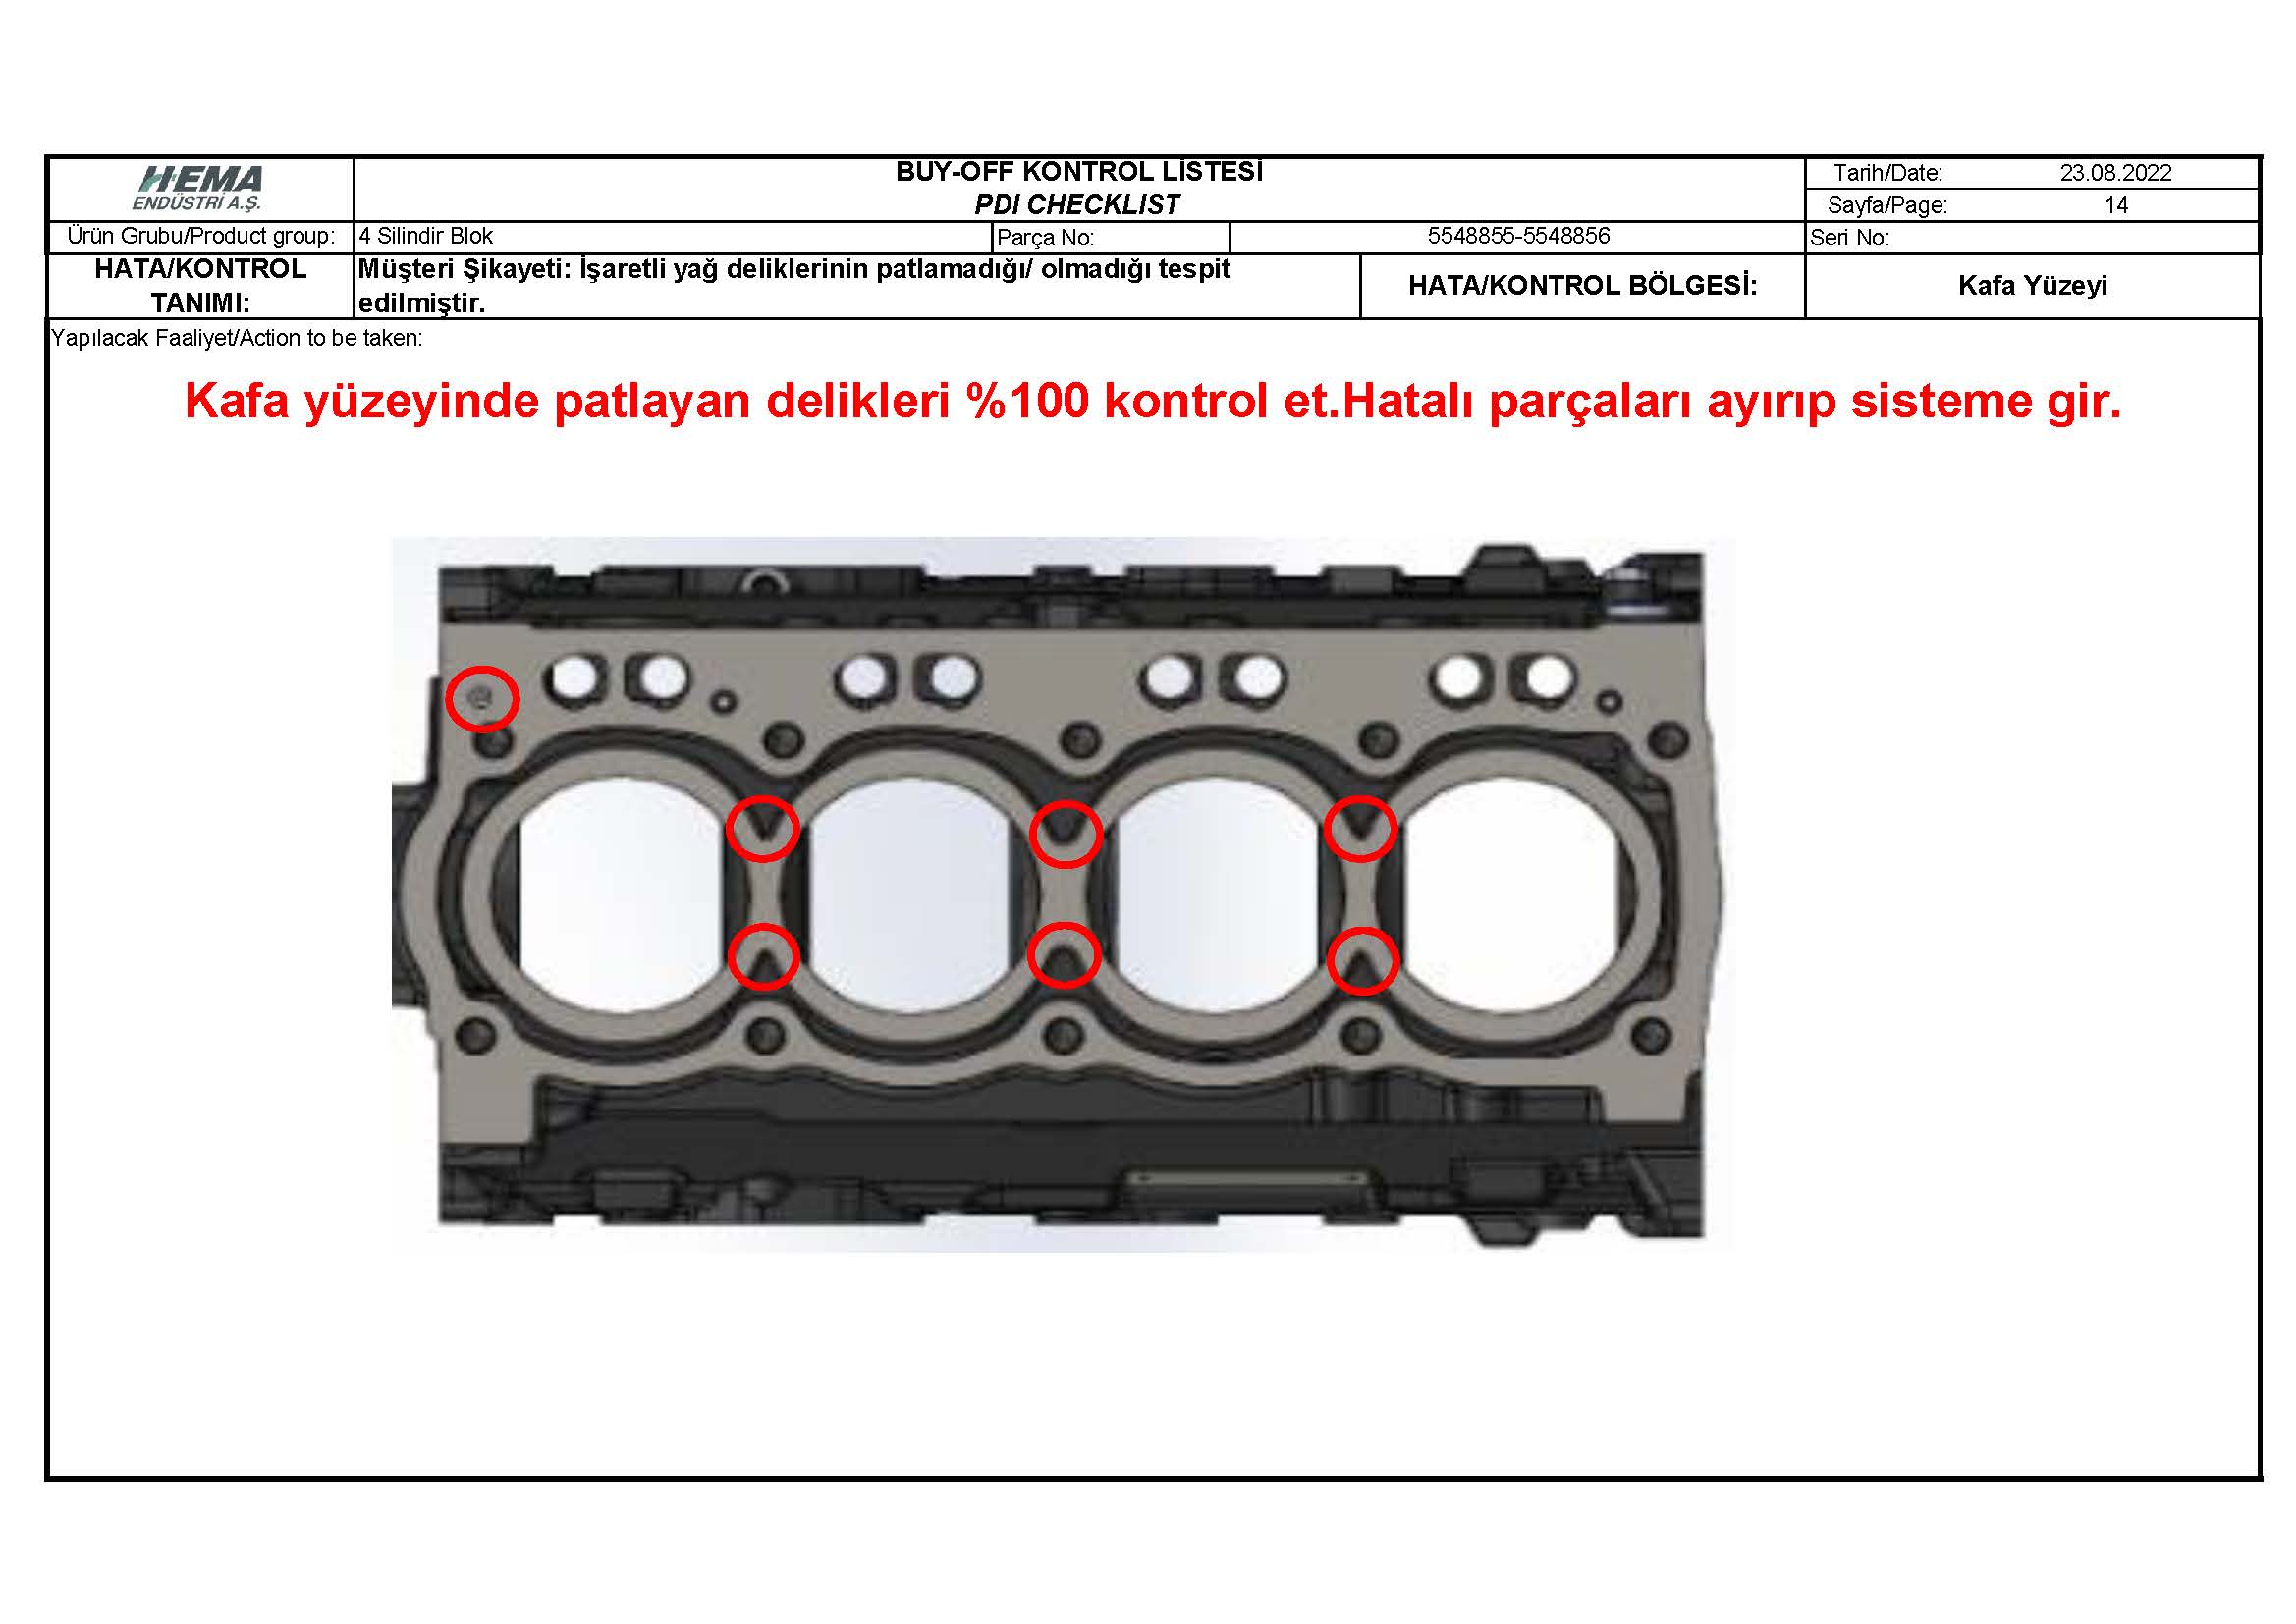 HEMA
ENDÜSTRİ A.Ş.
BUY-OFF KONTROL LİSTESİ
PDI CHECKLIST
Tarih/Date: 23.08.2022
Sayfa/Page: 14
Ürün Grubu/Product group: 4 Silindir Blok Parça No: 5548855-5548856 Seri No:
HATA/KONTROL
TANIMI:
Müşteri Şikayeti: İşaretli yağ deliklerinin patlamadığı/ olmadığı tespit
edilmiştir.
HATA/KONTROL BÖLGESİ: Kafa Yüzeyi
Yapılacak Faaliyet/Action to be taken:
Kafa yüzeyinde patlayan delikleri %100 kontrol et.Hatalı parçaları ayırıp sisteme gir.